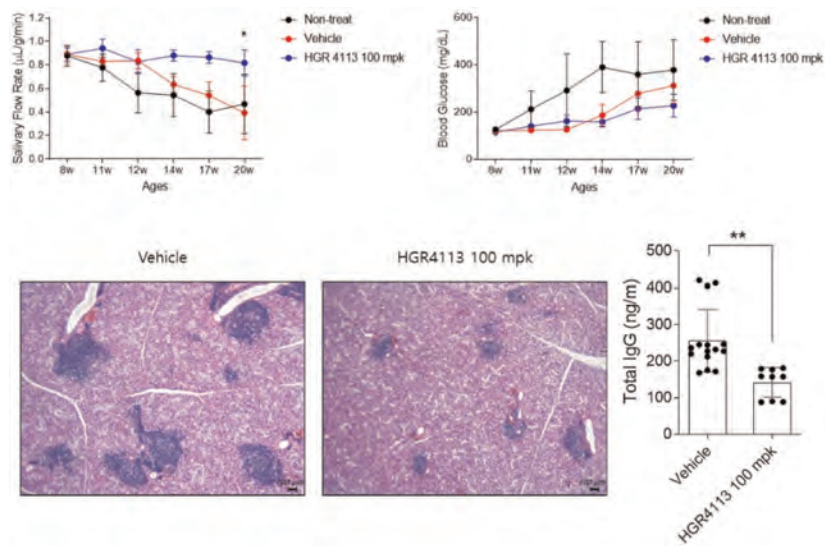 Non-treat
Vehicle
HGR 4113 100 mpk
*
Salivary Flow Rate (uL/g/min)
1.2
1.0
0.8
0.6
0.4
0.2
0.0
8w 11w 12w 14w 17w 20w
Ages
Non-treat
Vehicle
HGR 4113 100 mpk
Blood Glucose (mg/dL)
600
400
200
0
8w 11w 12w 14w 17w 20w
Ages
Vehicle
HGR4113 100 mpk
**
Total IgG (ng/m)
500
400
300
200
100
0
Vehicle
HGR4113 100 mpk